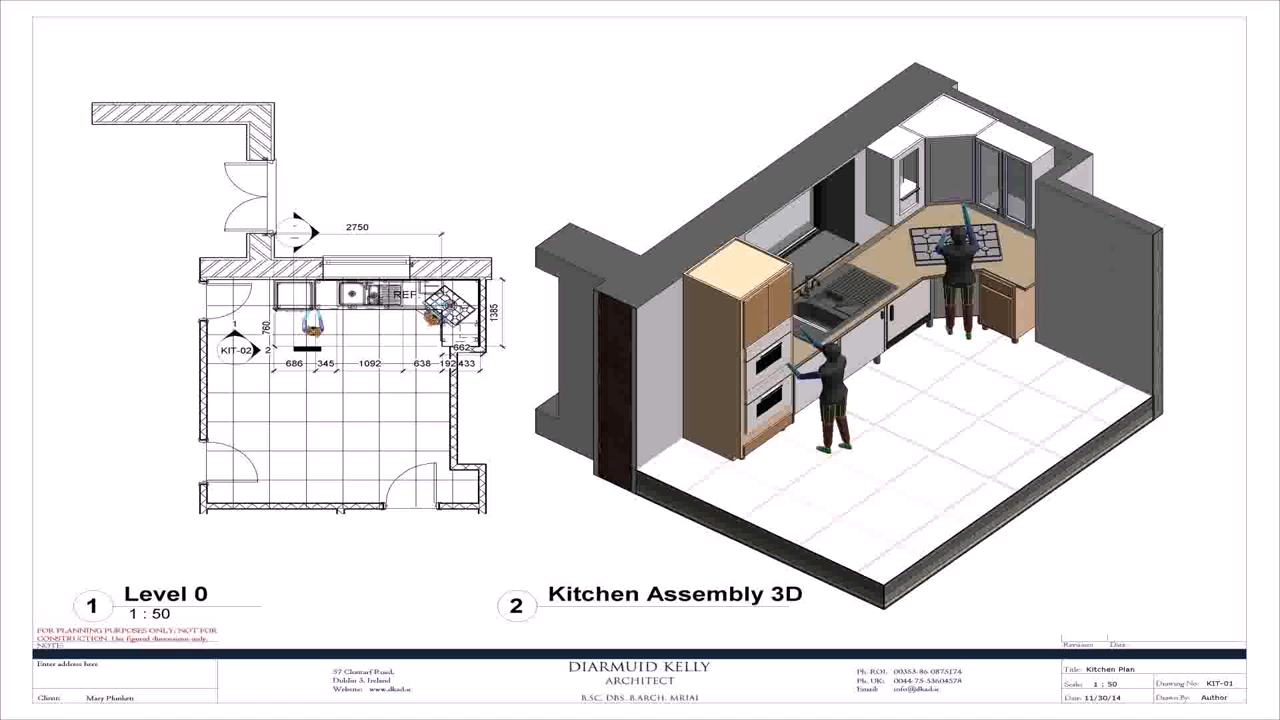 2750
REF
1385
760
1
KIT-02
2
662
686 345 1092 638 192 433
1 Level 0
1 : 50
2 Kitchen Assembly 3D
FOR PLANNING PURPOSES ONLY; NOT FOR
CONSTRUCTION. Use figured dimensions only.
NOTE:
Enter address here
Client: Mary Plunkett
57 Clontarf Road,
Dublin 3, Ireland
Website: www.dkad.ie
DIARMUID KELLY
ARCHITECT
B.SC, DBS, B.ARCH, MRIAI
Ph. ROI: 00353-86-0875174
Ph. UK: 0044-75-53604578
Email: info@dkad.ie
Revision: Date
Title: Kitchen Plan
Scale: 1 : 50 Drawing No: KIT-01
Date: 11/30/14 Drawn By: Author